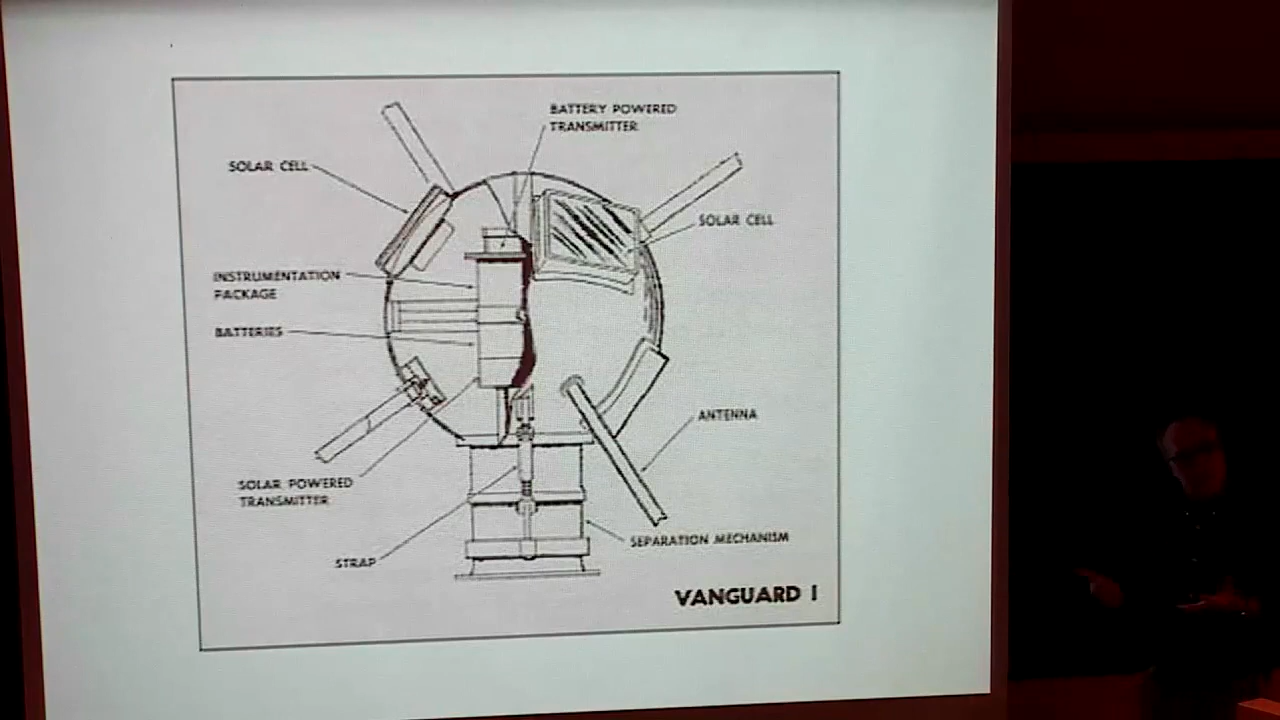 BATTERY POWERED
TRANSMITTER
SOLAR CELL
SOLAR CELL
INSTRUMENTATION
PACKAGE
BATTERIES
ANTENNA
SOLAR POWERED
TRANSMITTER
SEPARATION MECHANISM
STRAP
VANGUARD I